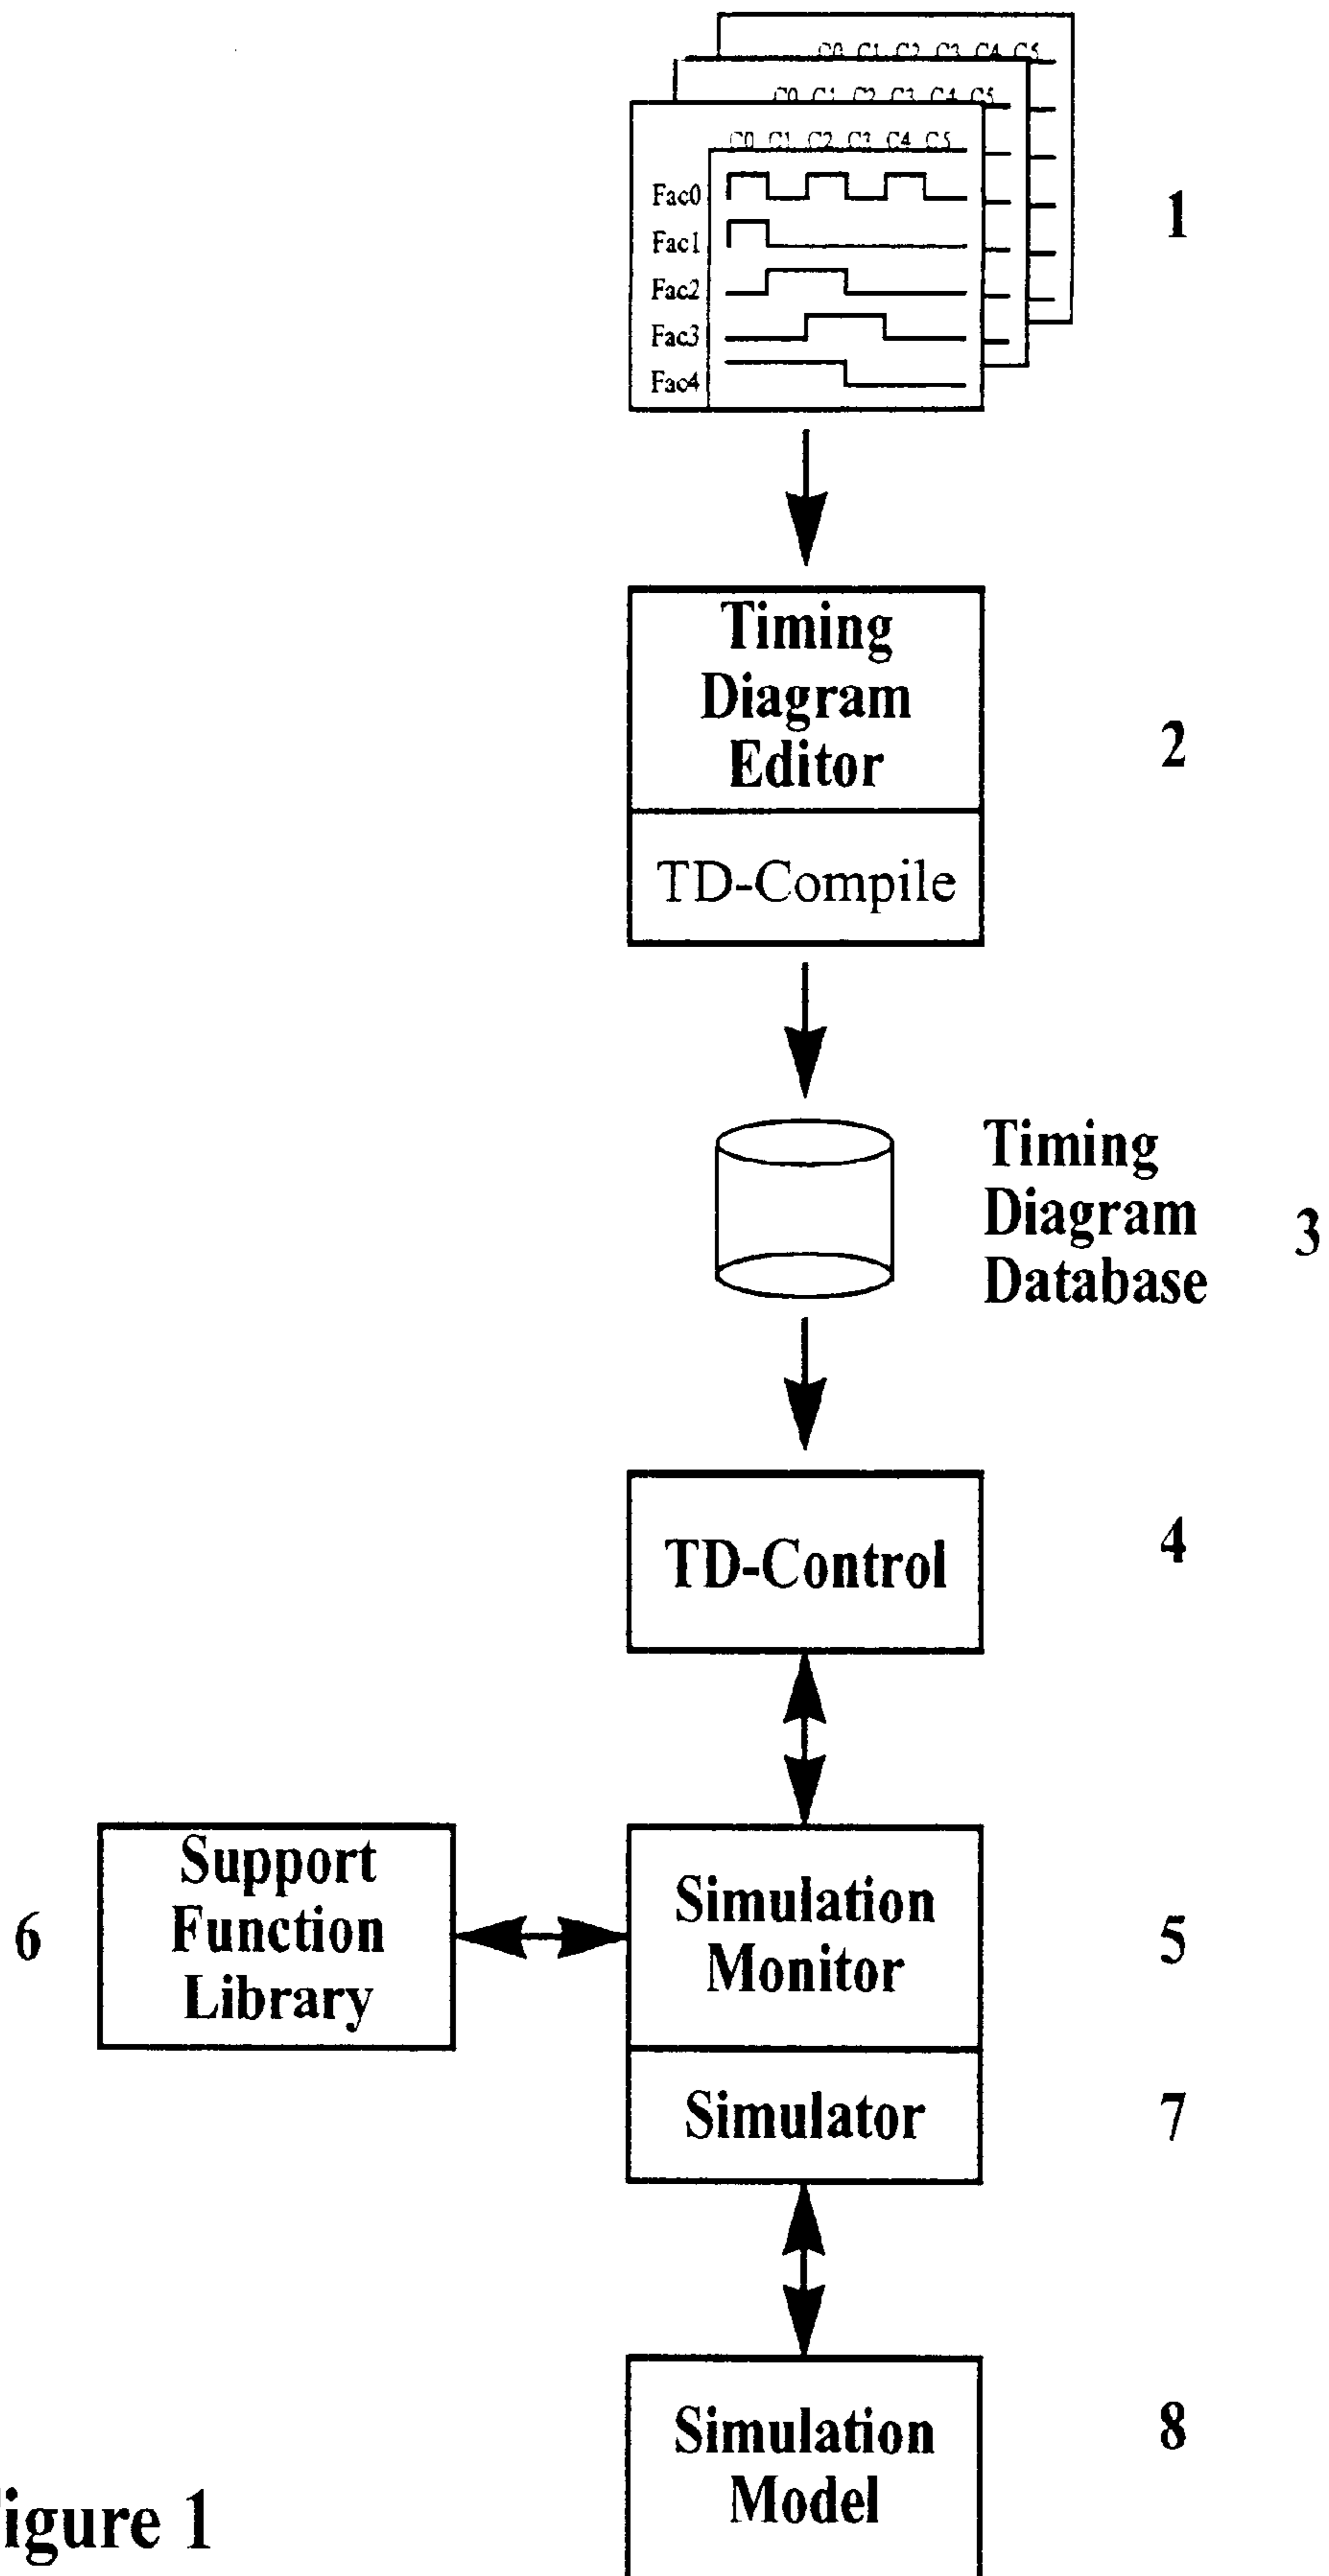 C0 C1 C2 C3 C4 C5
C0 C1 C2 C3 C4 C5
C0 C1 C2 C3 C4 C5
Fac0
Fac1
Fac2
Fac3
Fac4
1
Timing
Diagram
Editor
2
TD-Compile
Timing
Diagram
Database
3
TD-Control
4
Support
Function
Library
6
Simulation
Monitor
5
Simulator
7
Simulation
Model
8
igure 1